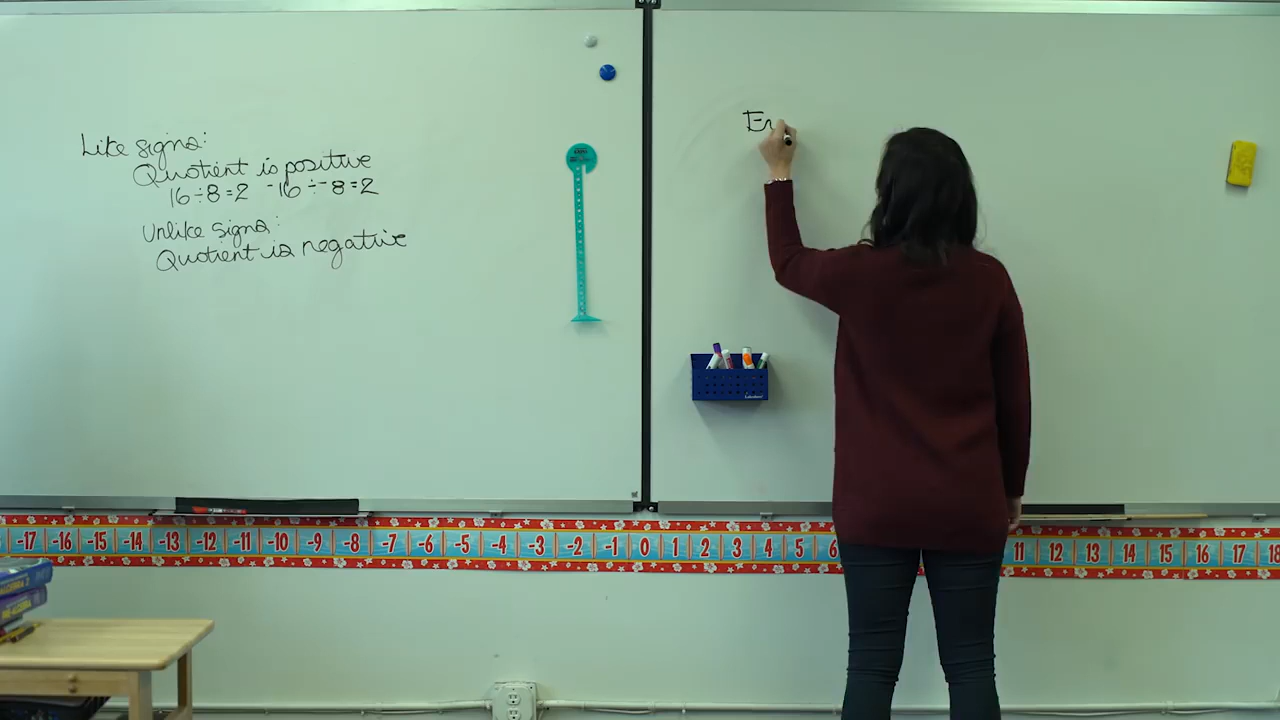 Like signs:
Quotient is positive
16÷8=2 -16÷-8=2
Unlike signs:
Quotient is negative
En
-17 -16 -15 -14 -13 -12 -11 -10 -9 -8 -7 -6 -5 -4 -3 -2 -1 0 1 2 3 4 5 6 11 12 13 14 15 16 17 18